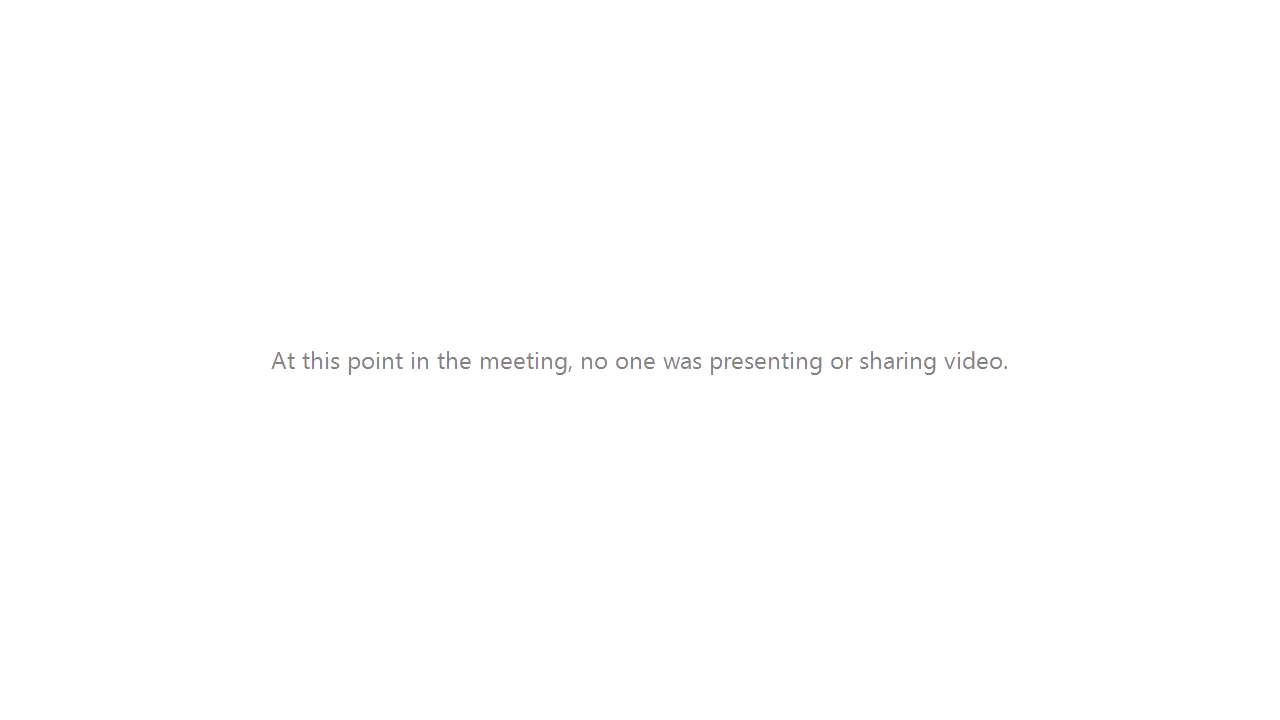 At this point in the meeting, no one was presenting or sharing video.